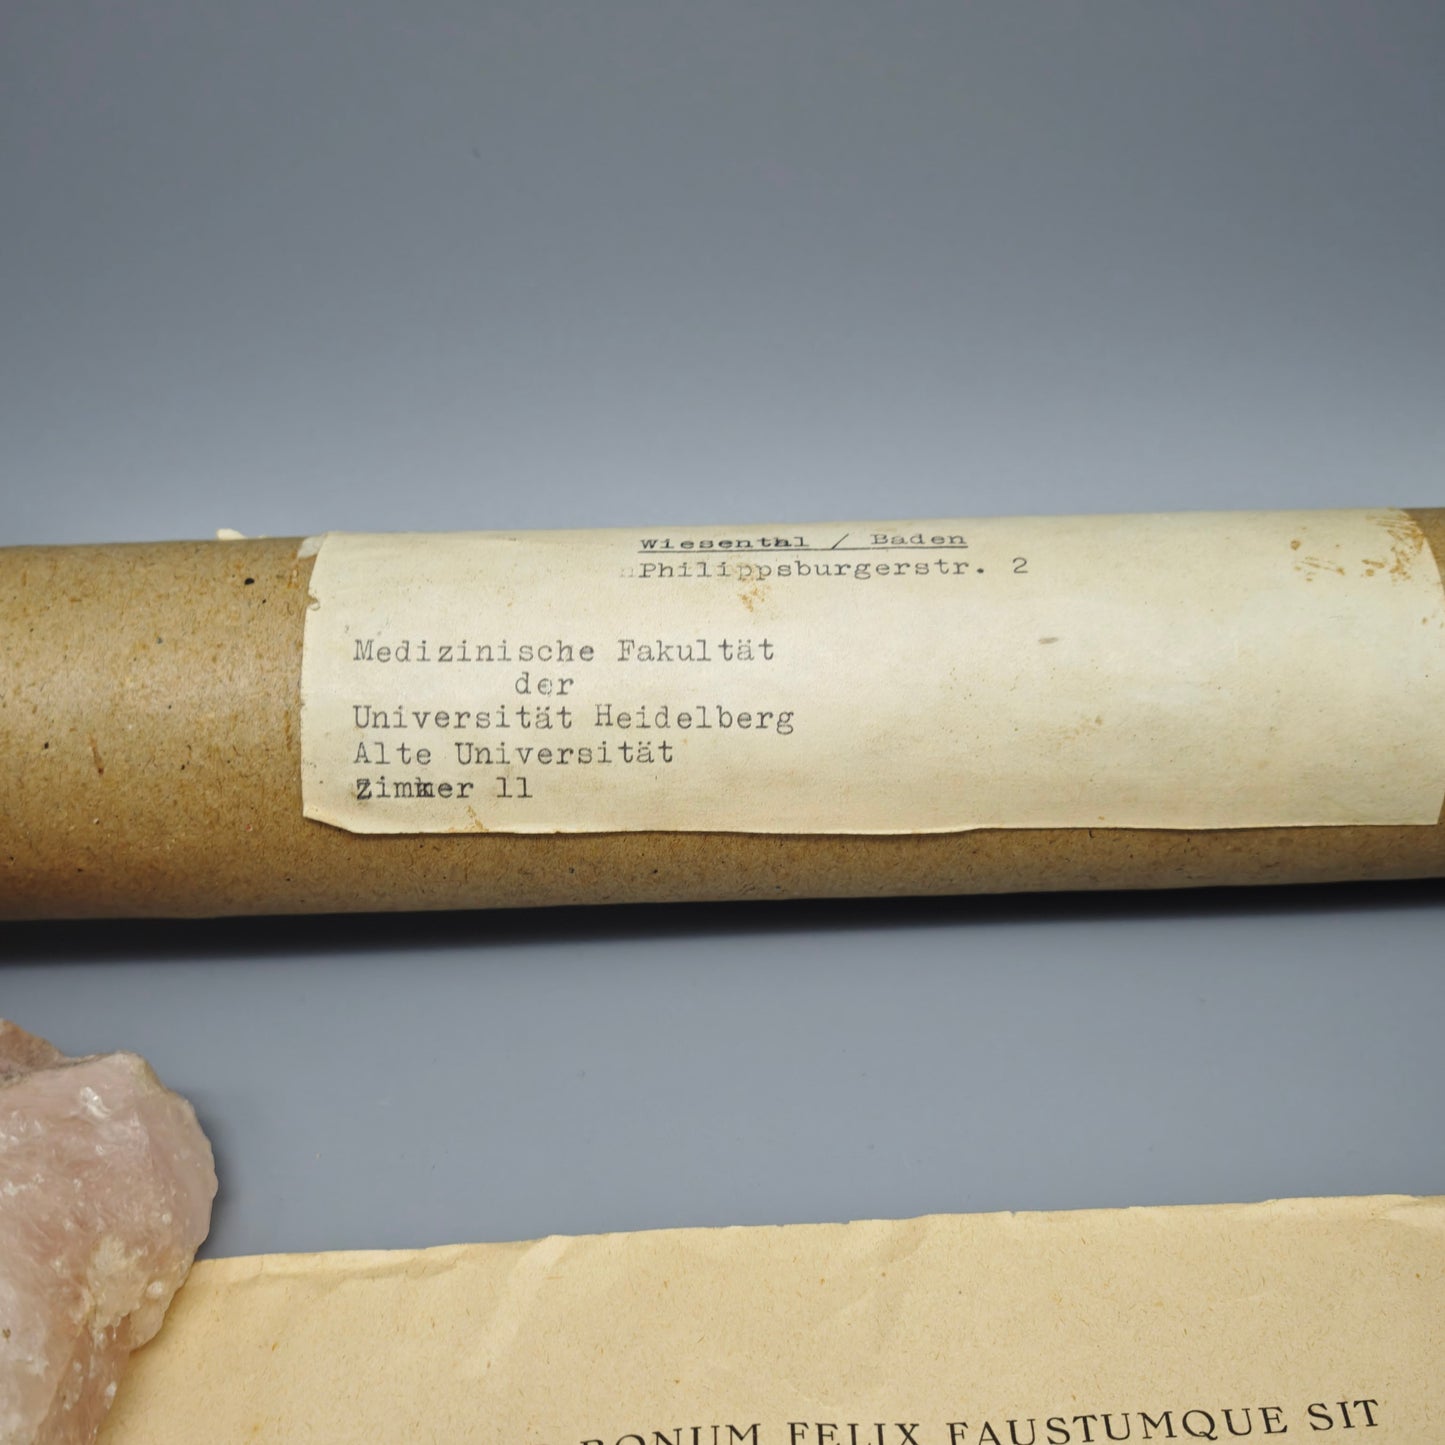 Wiesenthal / Baden
Philippsburgerstr. 2
Medizinische Fakultät
der
Universität Heidelberg
Alte Universität
Zimmer 11
BONUM FELIX FAUSTUMQUE SIT